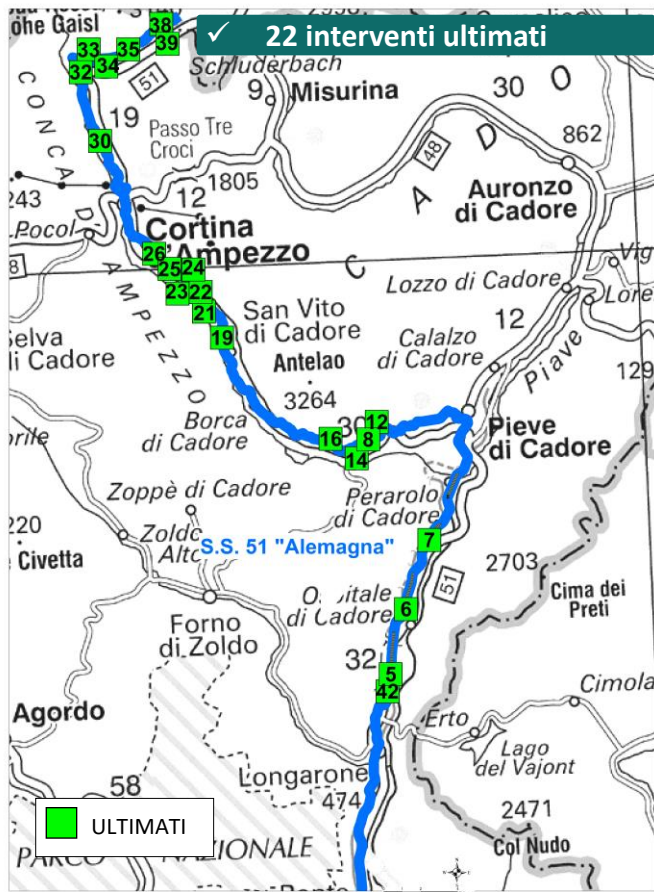 ✓ 22 interventi ultimati
38
39
33
35
34
32
51
ohe Gaisl
Schluderbach
Misurina
9
30
O
D
A
C
48
862
19
30
CONCA D AMPEZZO
Passo Tre
Croci
1805
12
243
Pocol
Auronzo
di Cadore
Cortina
d'Ampezzo
26
25
24
23
22
21
19
8
Lozzo di Cadore
Vig
Lore
12
San Vito
di Cadore
Calalzo
di Cadore
Piave
129
Selva
di Cadore
Antelao
3264
30
Borca
di Cadore
16
12
8
14
Pieve
di Cadore
Perarolo
di Cadore
Zoppè di Cadore
220
Zoldo
Alto
Civetta
S.S. 51 "Alemagna"
7
2703
51
Cima dei
Preti
Ospitale
di Cadore
6
Forno
di Zoldo
32
5
42
Agordo
Cimola
Erto
Lago
del Vajont
Longarone
474
58
2471
Col Nudo
ULTIMATI
PARCO NAZIONALE